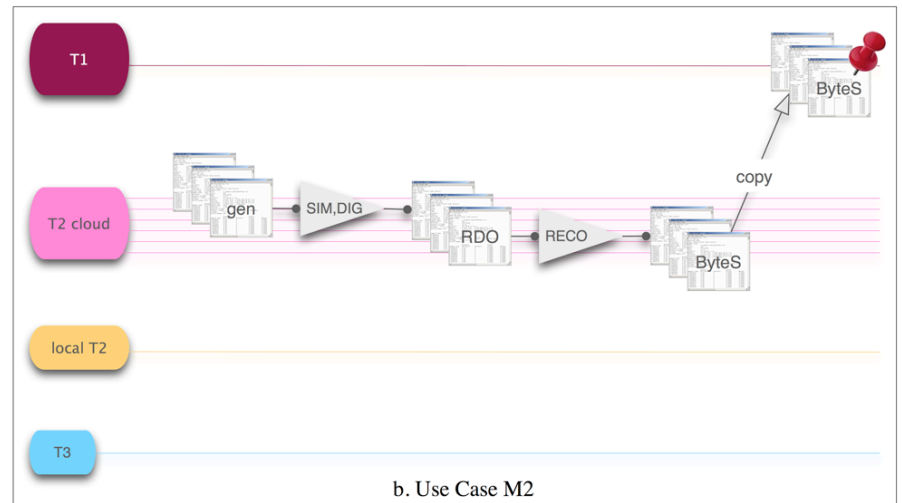 T1
ByteS
copy
T2 cloud
gen
SIM,DIG
RDO
RECO
ByteS
local T2
T3
b. Use Case M2